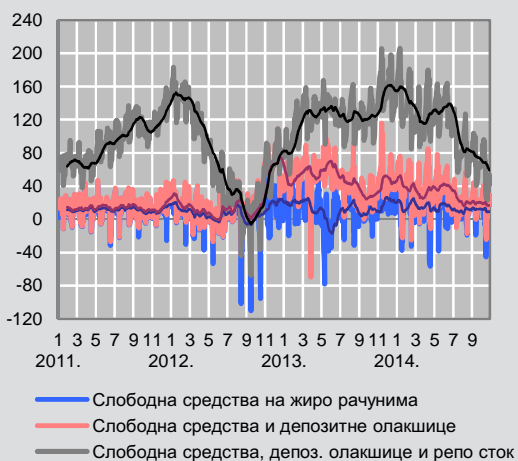 240
200
160
120
80
40
0
-40
-80
-120
1 3 5 7 9 11 1 3 5 7 9 11 1 3 5 7 9 11 1 3 5 7 9
2011. 2012. 2013. 2014.
Слободна средства на жиро рачунима
Слободна средства и депозитне олакшице
Слободна средства, депоз. олакшице и репо сток